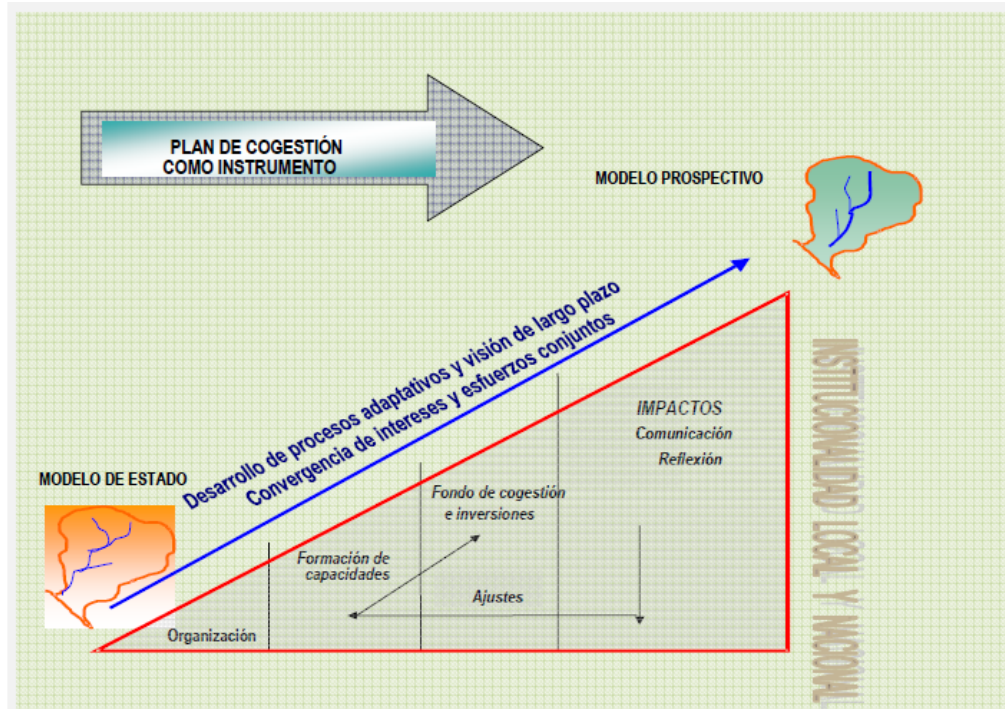 PLAN DE COGESTIÓN
COMO INSTRUMENTO
MODELO PROSPECTIVO
Desarrollo de procesos adaptativos y visión de largo plazo
Convergencia de intereses y esfuerzos conjuntos
MODELO DE ESTADO
IMPACTOS
Comunicación
Reflexión
Fondo de cogestión
e inversiones
Formación de
capacidades
Ajustes
Organización
INSTITUCIONALIDAD LOCAL Y NACIONAL